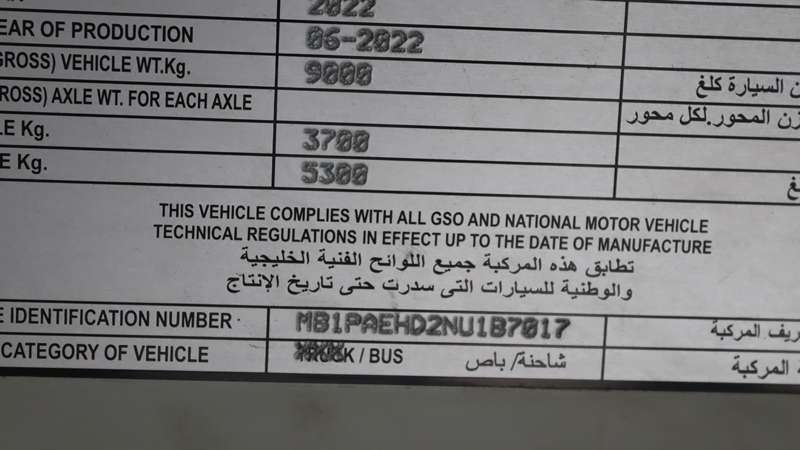 2022
EAR OF PRODUCTION 06-2022
GROSS) VEHICLE WT.Kg. 9000 ن السيارة كلغ
ROSS) AXLE WT. FOR EACH AXLE زن المحور.لكل محور
LE Kg. 3700
E Kg. 5300 غ
THIS VEHICLE COMPLIES WITH ALL GSO AND NATIONAL MOTOR VEHICLE
TECHNICAL REGULATIONS IN EFFECT UP TO THE DATE OF MANUFACTURE
تطابق هذه المركبة جميع اللوائح الفنية الخليجية
والوطنية للسيارات التى سدرت حتى تاريخ الإنتاج
E IDENTIFICATION NUMBER MB1PAEHD2NU1B7017 ريف المركبة
CATEGORY OF VEHICLE / BUS شاحنة/ باص ة المركبة